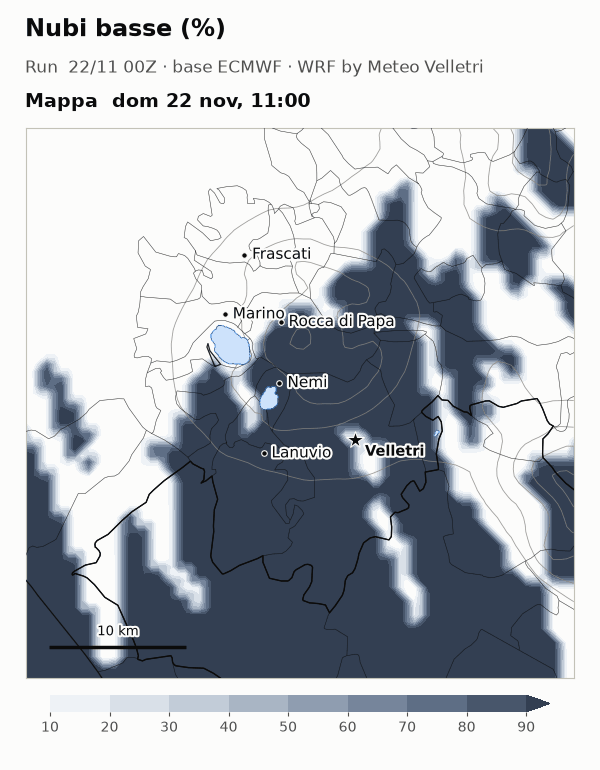 Nubi basse (%)
Run  22/11 00Z · base ECMWF · WRF by Meteo Velletri
Mappa  dom 22 nov, 11:00
Frascati
Marino
Rocca di Papa
Nemi
Velletri
Lanuvio
10 km
10 20 30 40 50 60 70 80 90